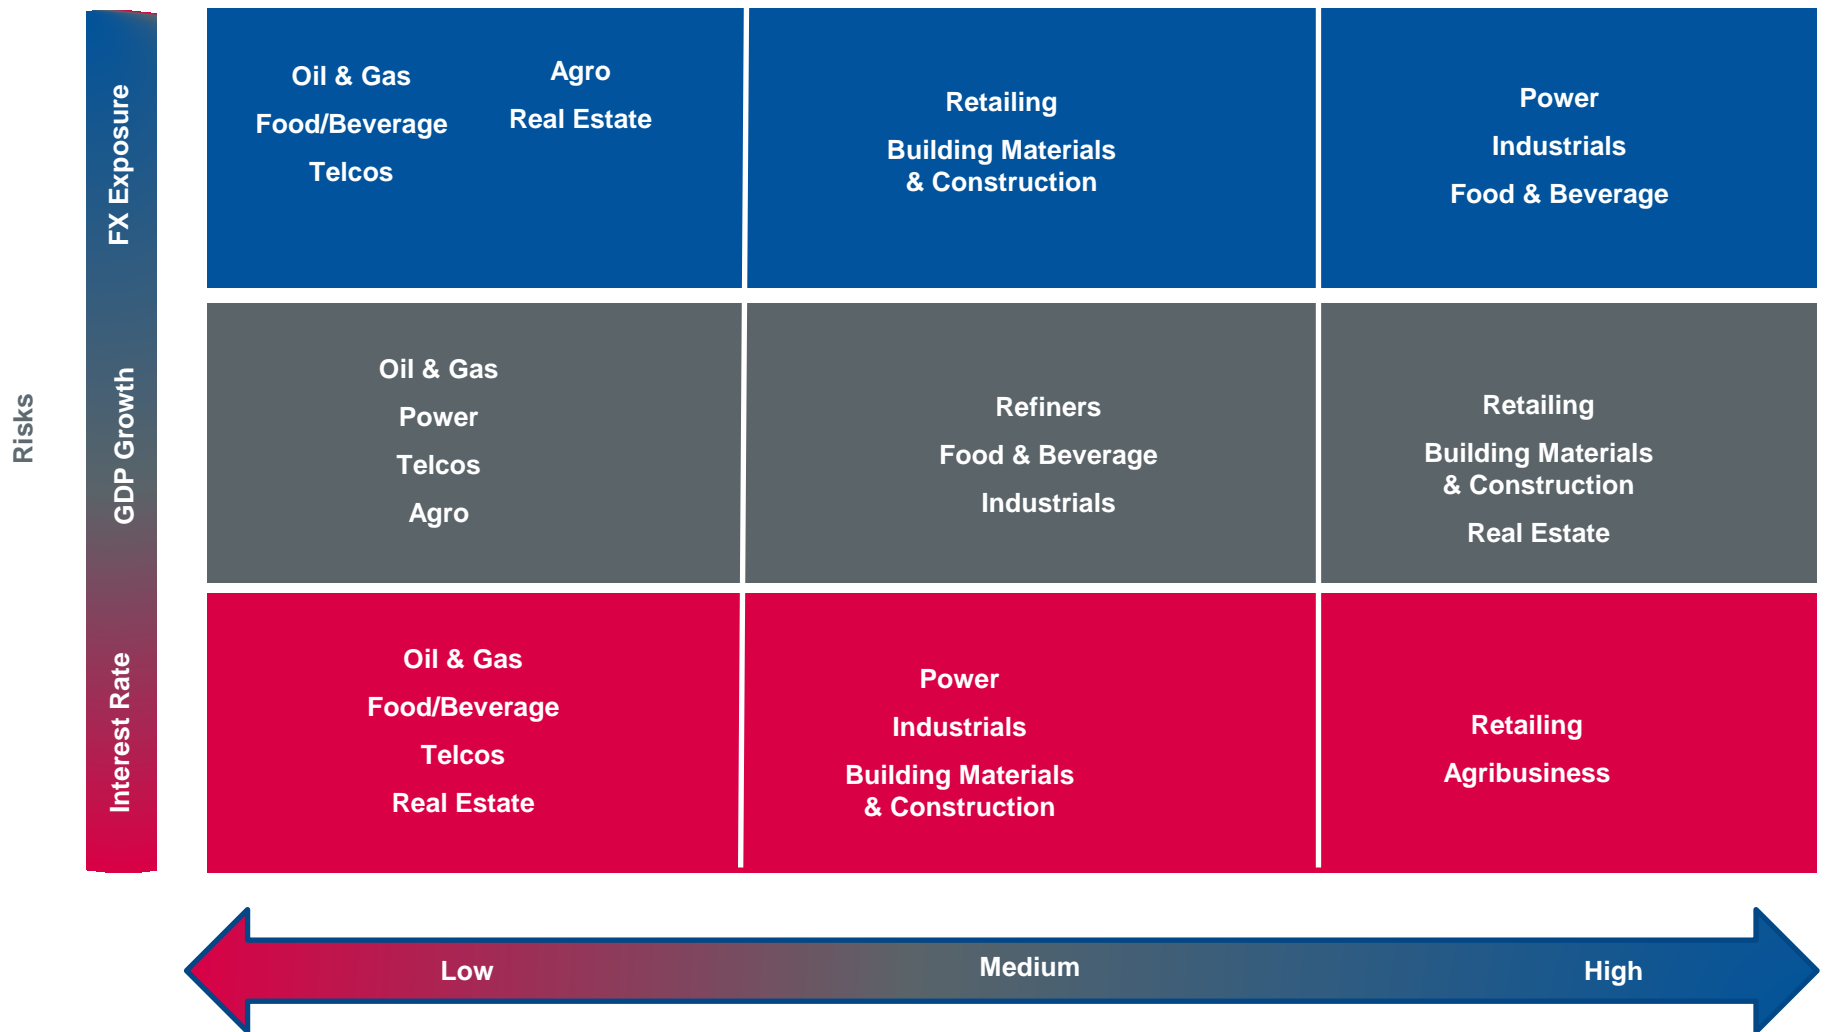 Risks
FX Exposure
Oil & Gas
Food/Beverage
Telcos
Agro
Real Estate
Retailing
Building Materials
& Construction
Power
Industrials
Food & Beverage
GDP Growth
Oil & Gas
Power
Telcos
Agro
Refiners
Food & Beverage
Industrials
Retailing
Building Materials
& Construction
Real Estate
Interest Rate
Oil & Gas
Food/Beverage
Telcos
Real Estate
Power
Industrials
Building Materials
& Construction
Retailing
Agribusiness
Low
Medium
High